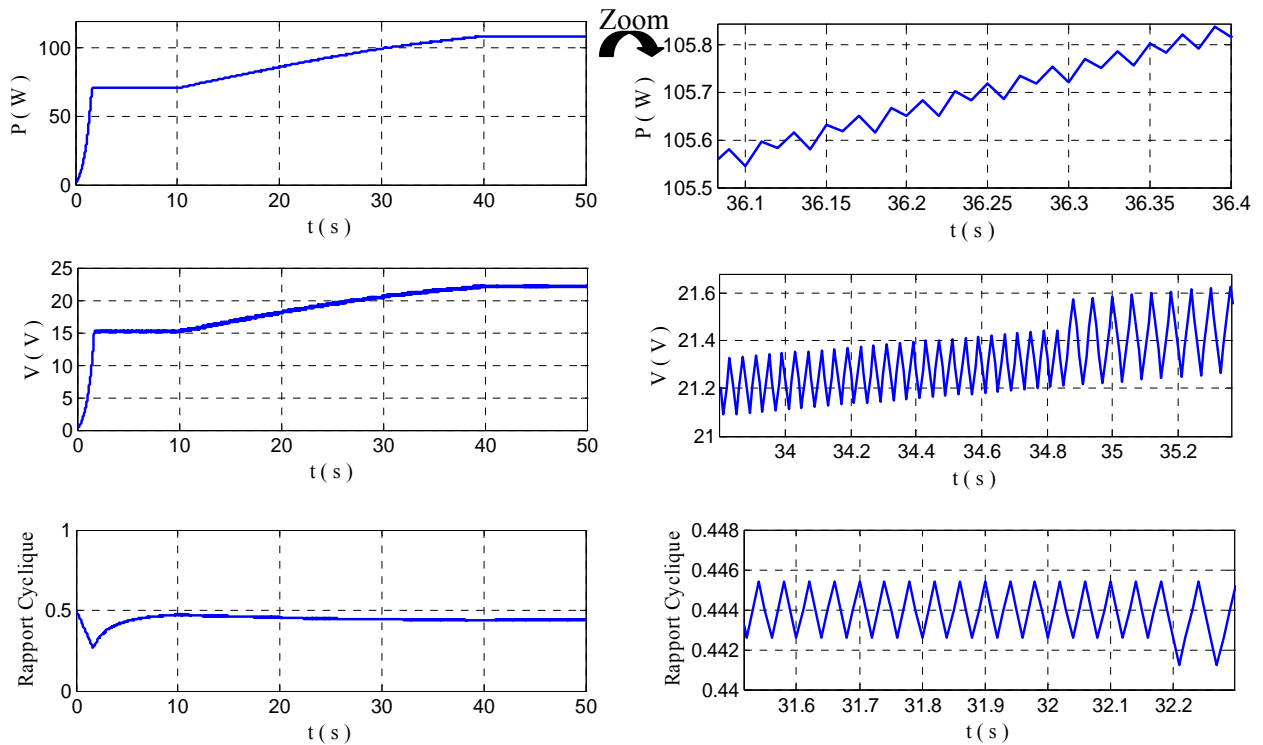 Zoom
P ( W )
100
50
0
0 10 20 30 40 50
t ( s )
P ( W )
105.8
105.7
105.6
105.5
36.1 36.15 36.2 36.25 36.3 36.35 36.4
t ( s )
V ( V )
25
20
15
10
5
0
0 10 20 30 40 50
t ( s )
V ( V )
21.6
21.4
21.2
21
34 34.2 34.4 34.6 34.8 35 35.2
t ( s )
Rapport Cyclique
1
0.5
0
0 10 20 30 40 50
t ( s )
Rapport Cyclique
0.448
0.446
0.444
0.442
0.44
31.6 31.7 31.8 31.9 32 32.1 32.2
t ( s )